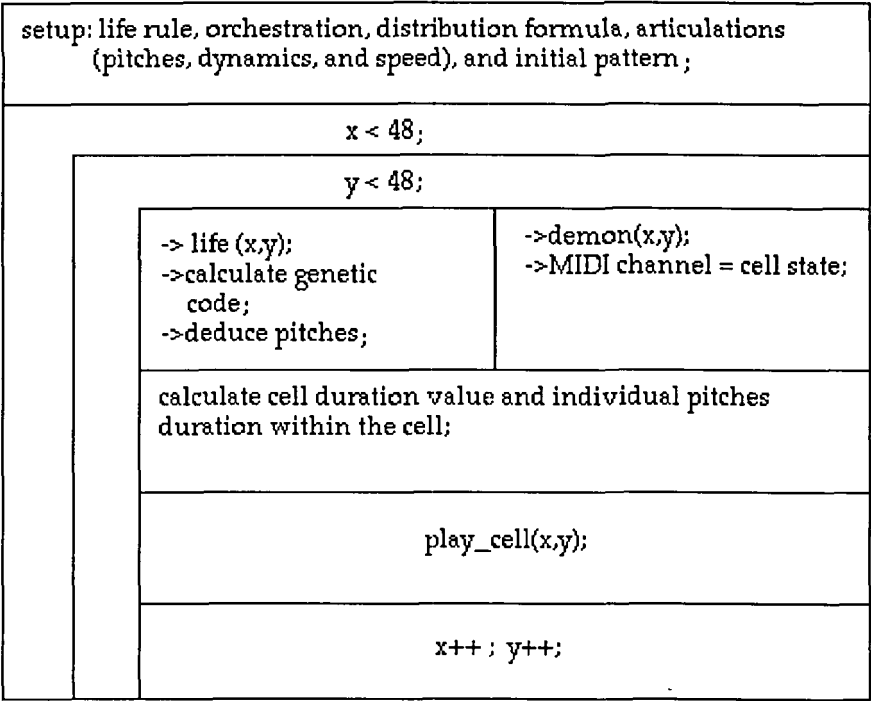 setup: life rule, orchestration, distribution formula, articulations
(pitches, dynamics, and speed), and initial pattern;
x < 48;
y < 48;
-> life (x,y);
->calculate genetic
code;
->deduce pitches;
->demon(x,y);
->MIDI channel = cell state;
calculate cell duration value and individual pitches
duration within the cell;
play_cell(x,y);
x++ ; y++;